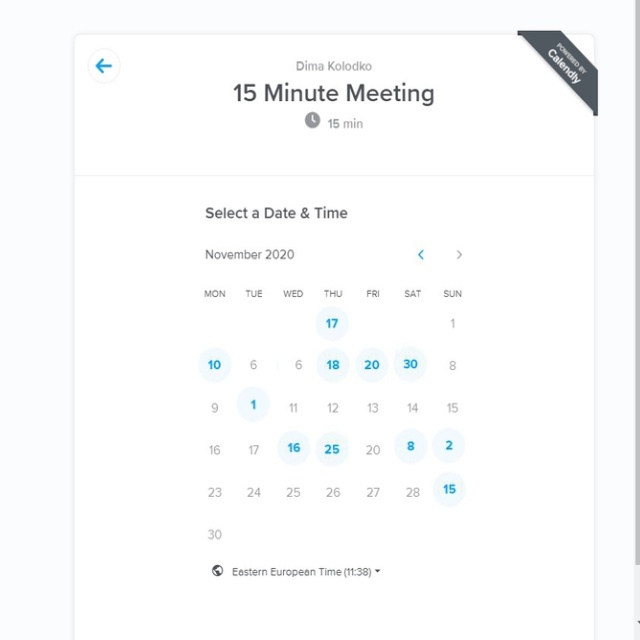 POWERED BY
Calendly
Dima Kolodko
15 Minute Meeting
15 min
Select a Date & Time
November 2020
MON TUE WED THU FRI SAT SUN
17 1
10 6 6 18 20 30 8
9 1 11 12 13 14 15
16 17 16 25 20 8 2
23 24 25 26 27 28 15
30
Eastern European Time (11:38)